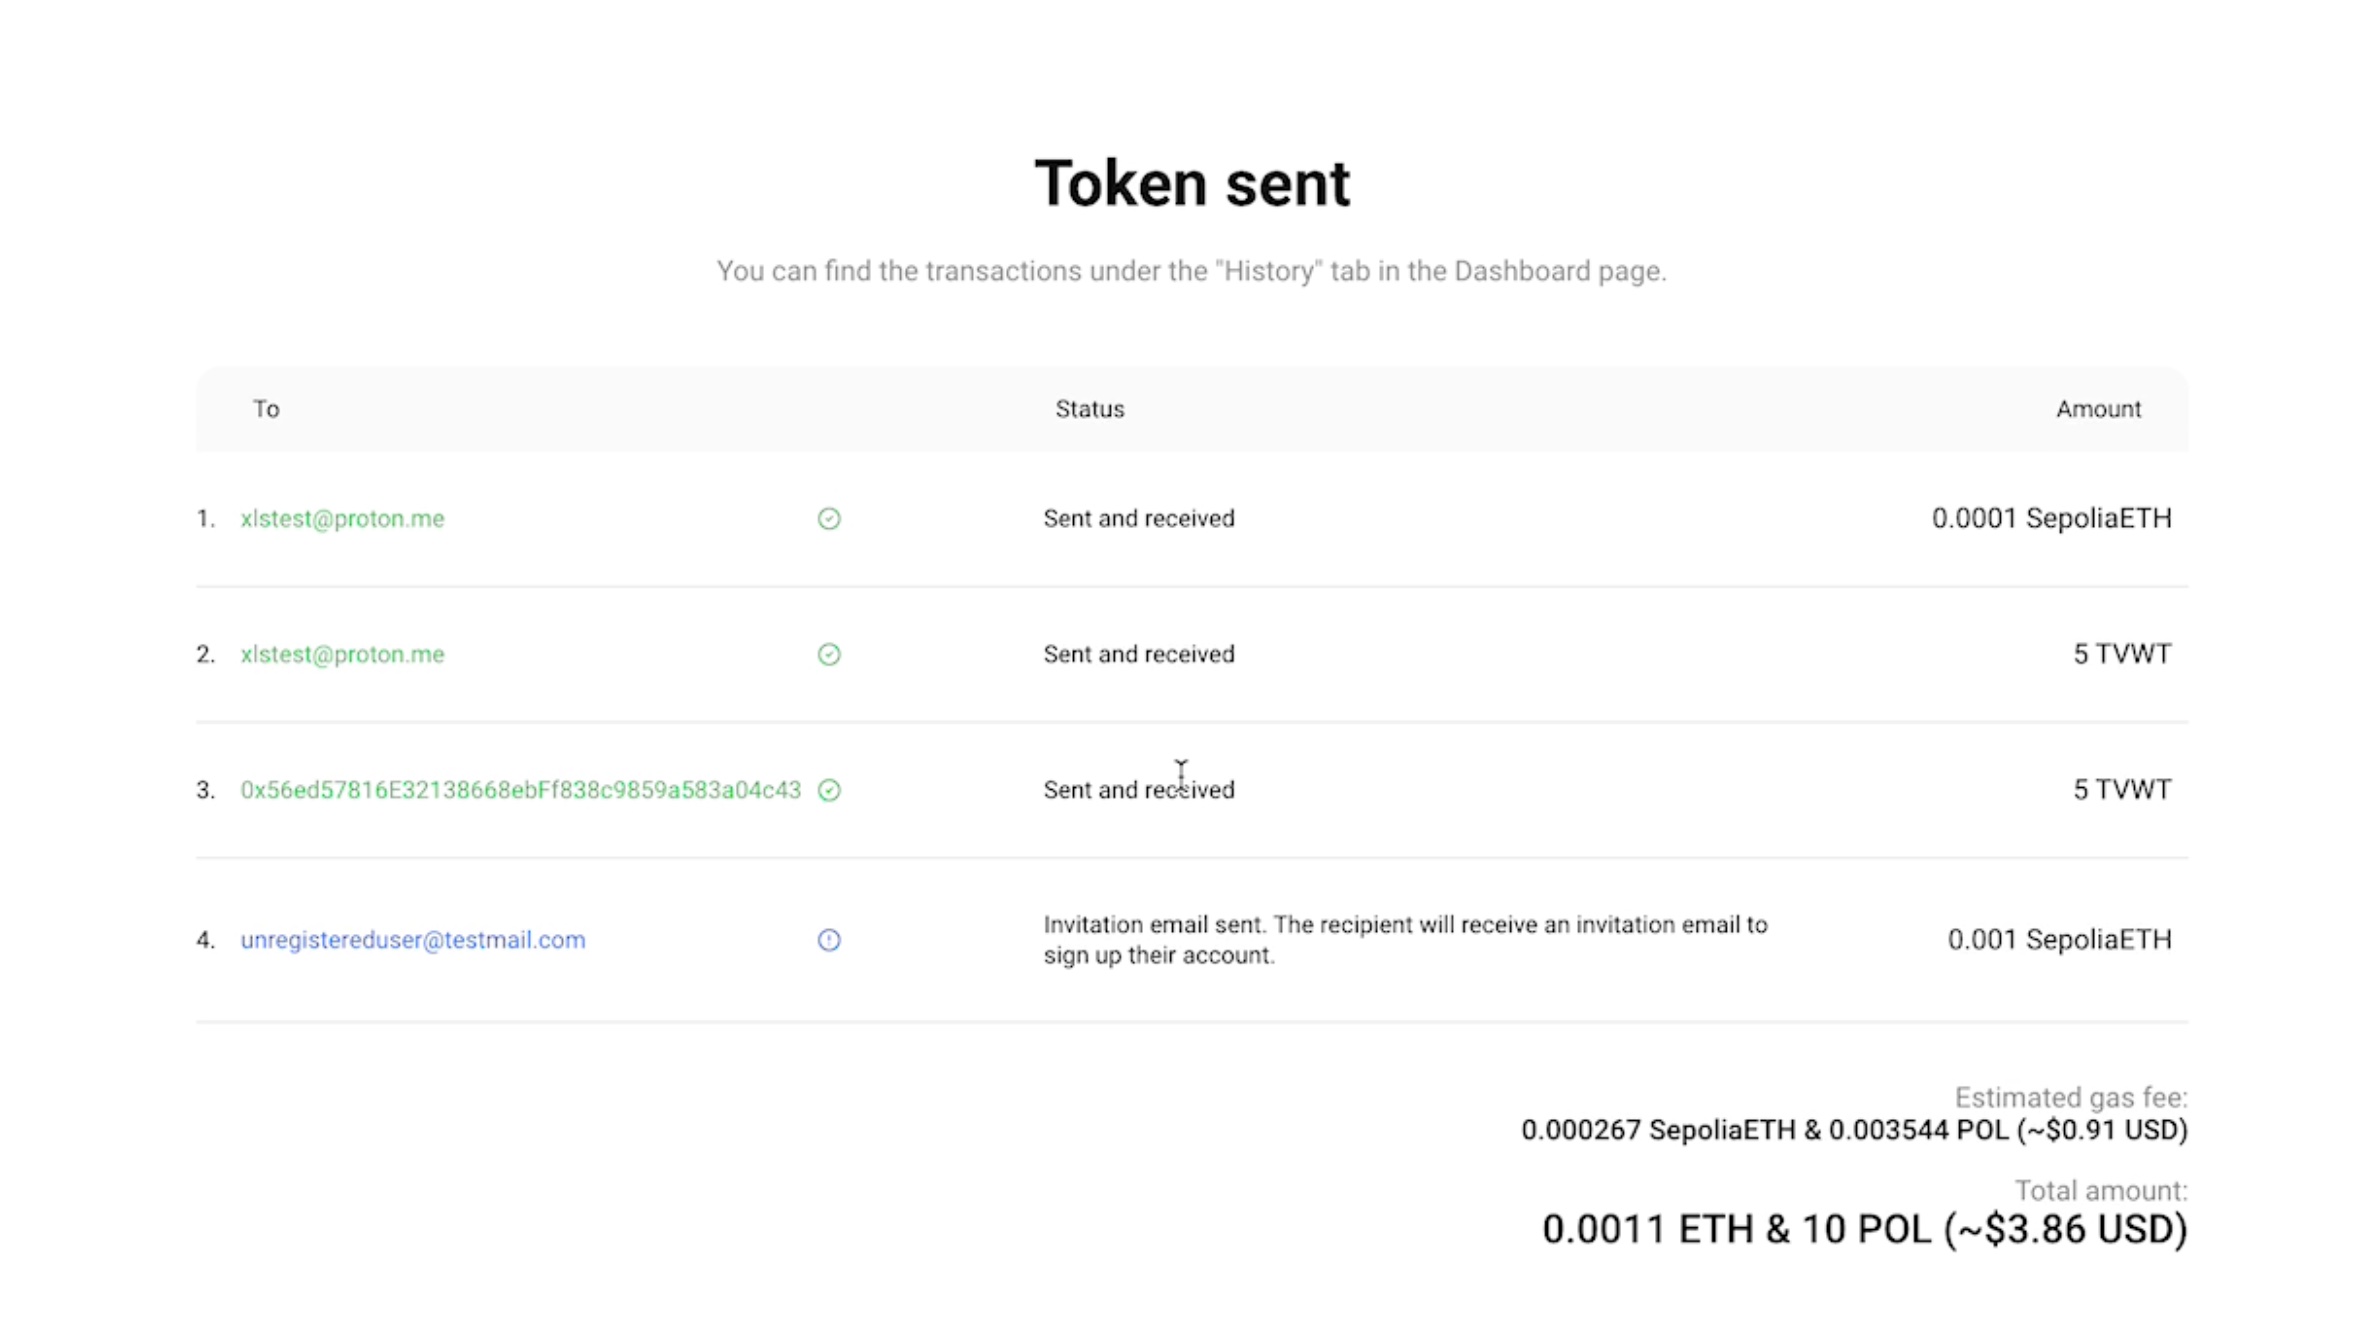 Token sent
You can find the transactions under the "History" tab in the Dashboard page.
To Status Amount
1. xlstest@proton.me Sent and received 0.0001 SepoliaETH
2. xlstest@proton.me Sent and received 5 TVWT
3. 0x56ed57816E32138668ebFf838c9859a583a04c43 Sent and received 5 TVWT
4. unregistereduser@testmail.com Invitation email sent. The recipient will receive an invitation email to
sign up their account. 0.001 SepoliaETH
Estimated gas fee:
0.000267 SepoliaETH & 0.003544 POL (~$0.91 USD)
Total amount:
0.0011 ETH & 10 POL (~$3.86 USD)